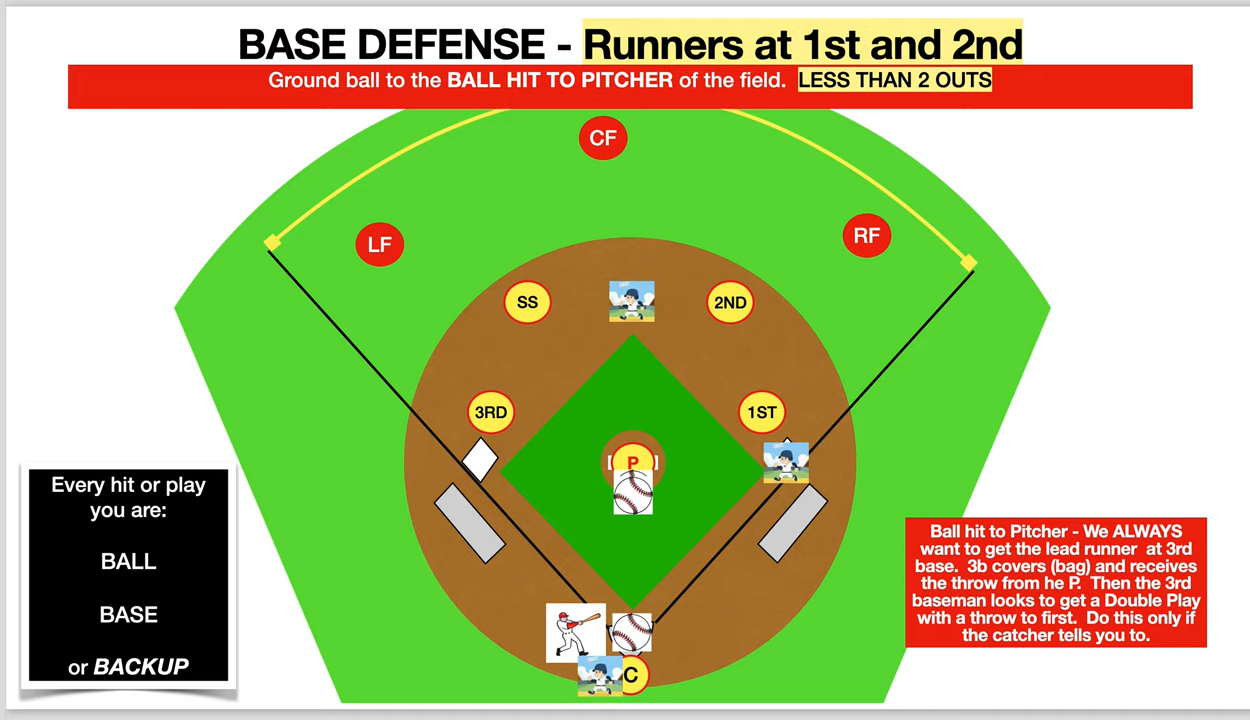 BASE DEFENSE - Runners at 1st and 2nd
Ground ball to the BALL HIT TO PITCHER of the field. LESS THAN 2 OUTS
CF
LF
RF
SS
2ND
3RD
1ST
P
C
Every hit or play
you are:
BALL
BASE
or BACKUP
Ball hit to Pitcher - We ALWAYS
want to get the lead runner at 3rd
base. 3b covers (bag) and receives
the throw from he P. Then the 3rd
baseman looks to get a Double Play
with a throw to first. Do this only if
the catcher tells you to.